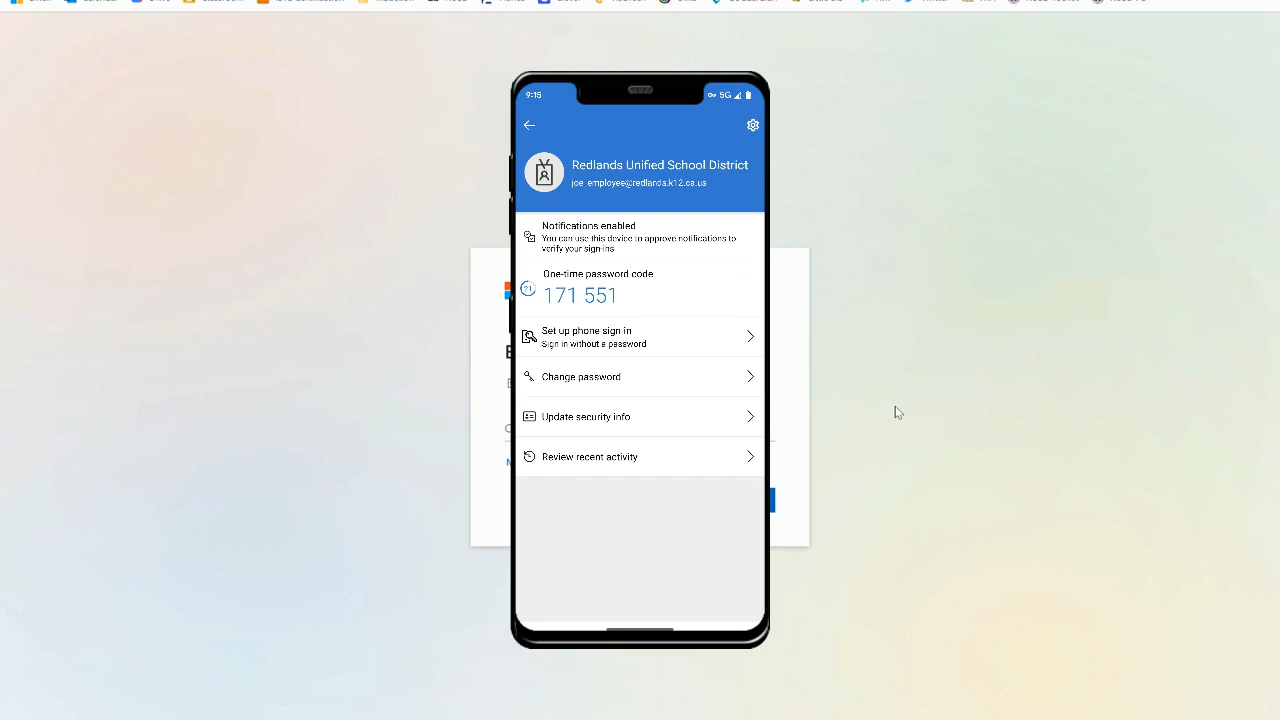 9:15
5G
Redlands Unified School District
joe_employee@redlands.k12.ca.us
Notifications enabled
You can use this device to approve notifications to
verify your sign-ins
One-time password code
21
171 551
Set up phone sign-in
Sign in without a password
Change password
Update security info
Review recent activity